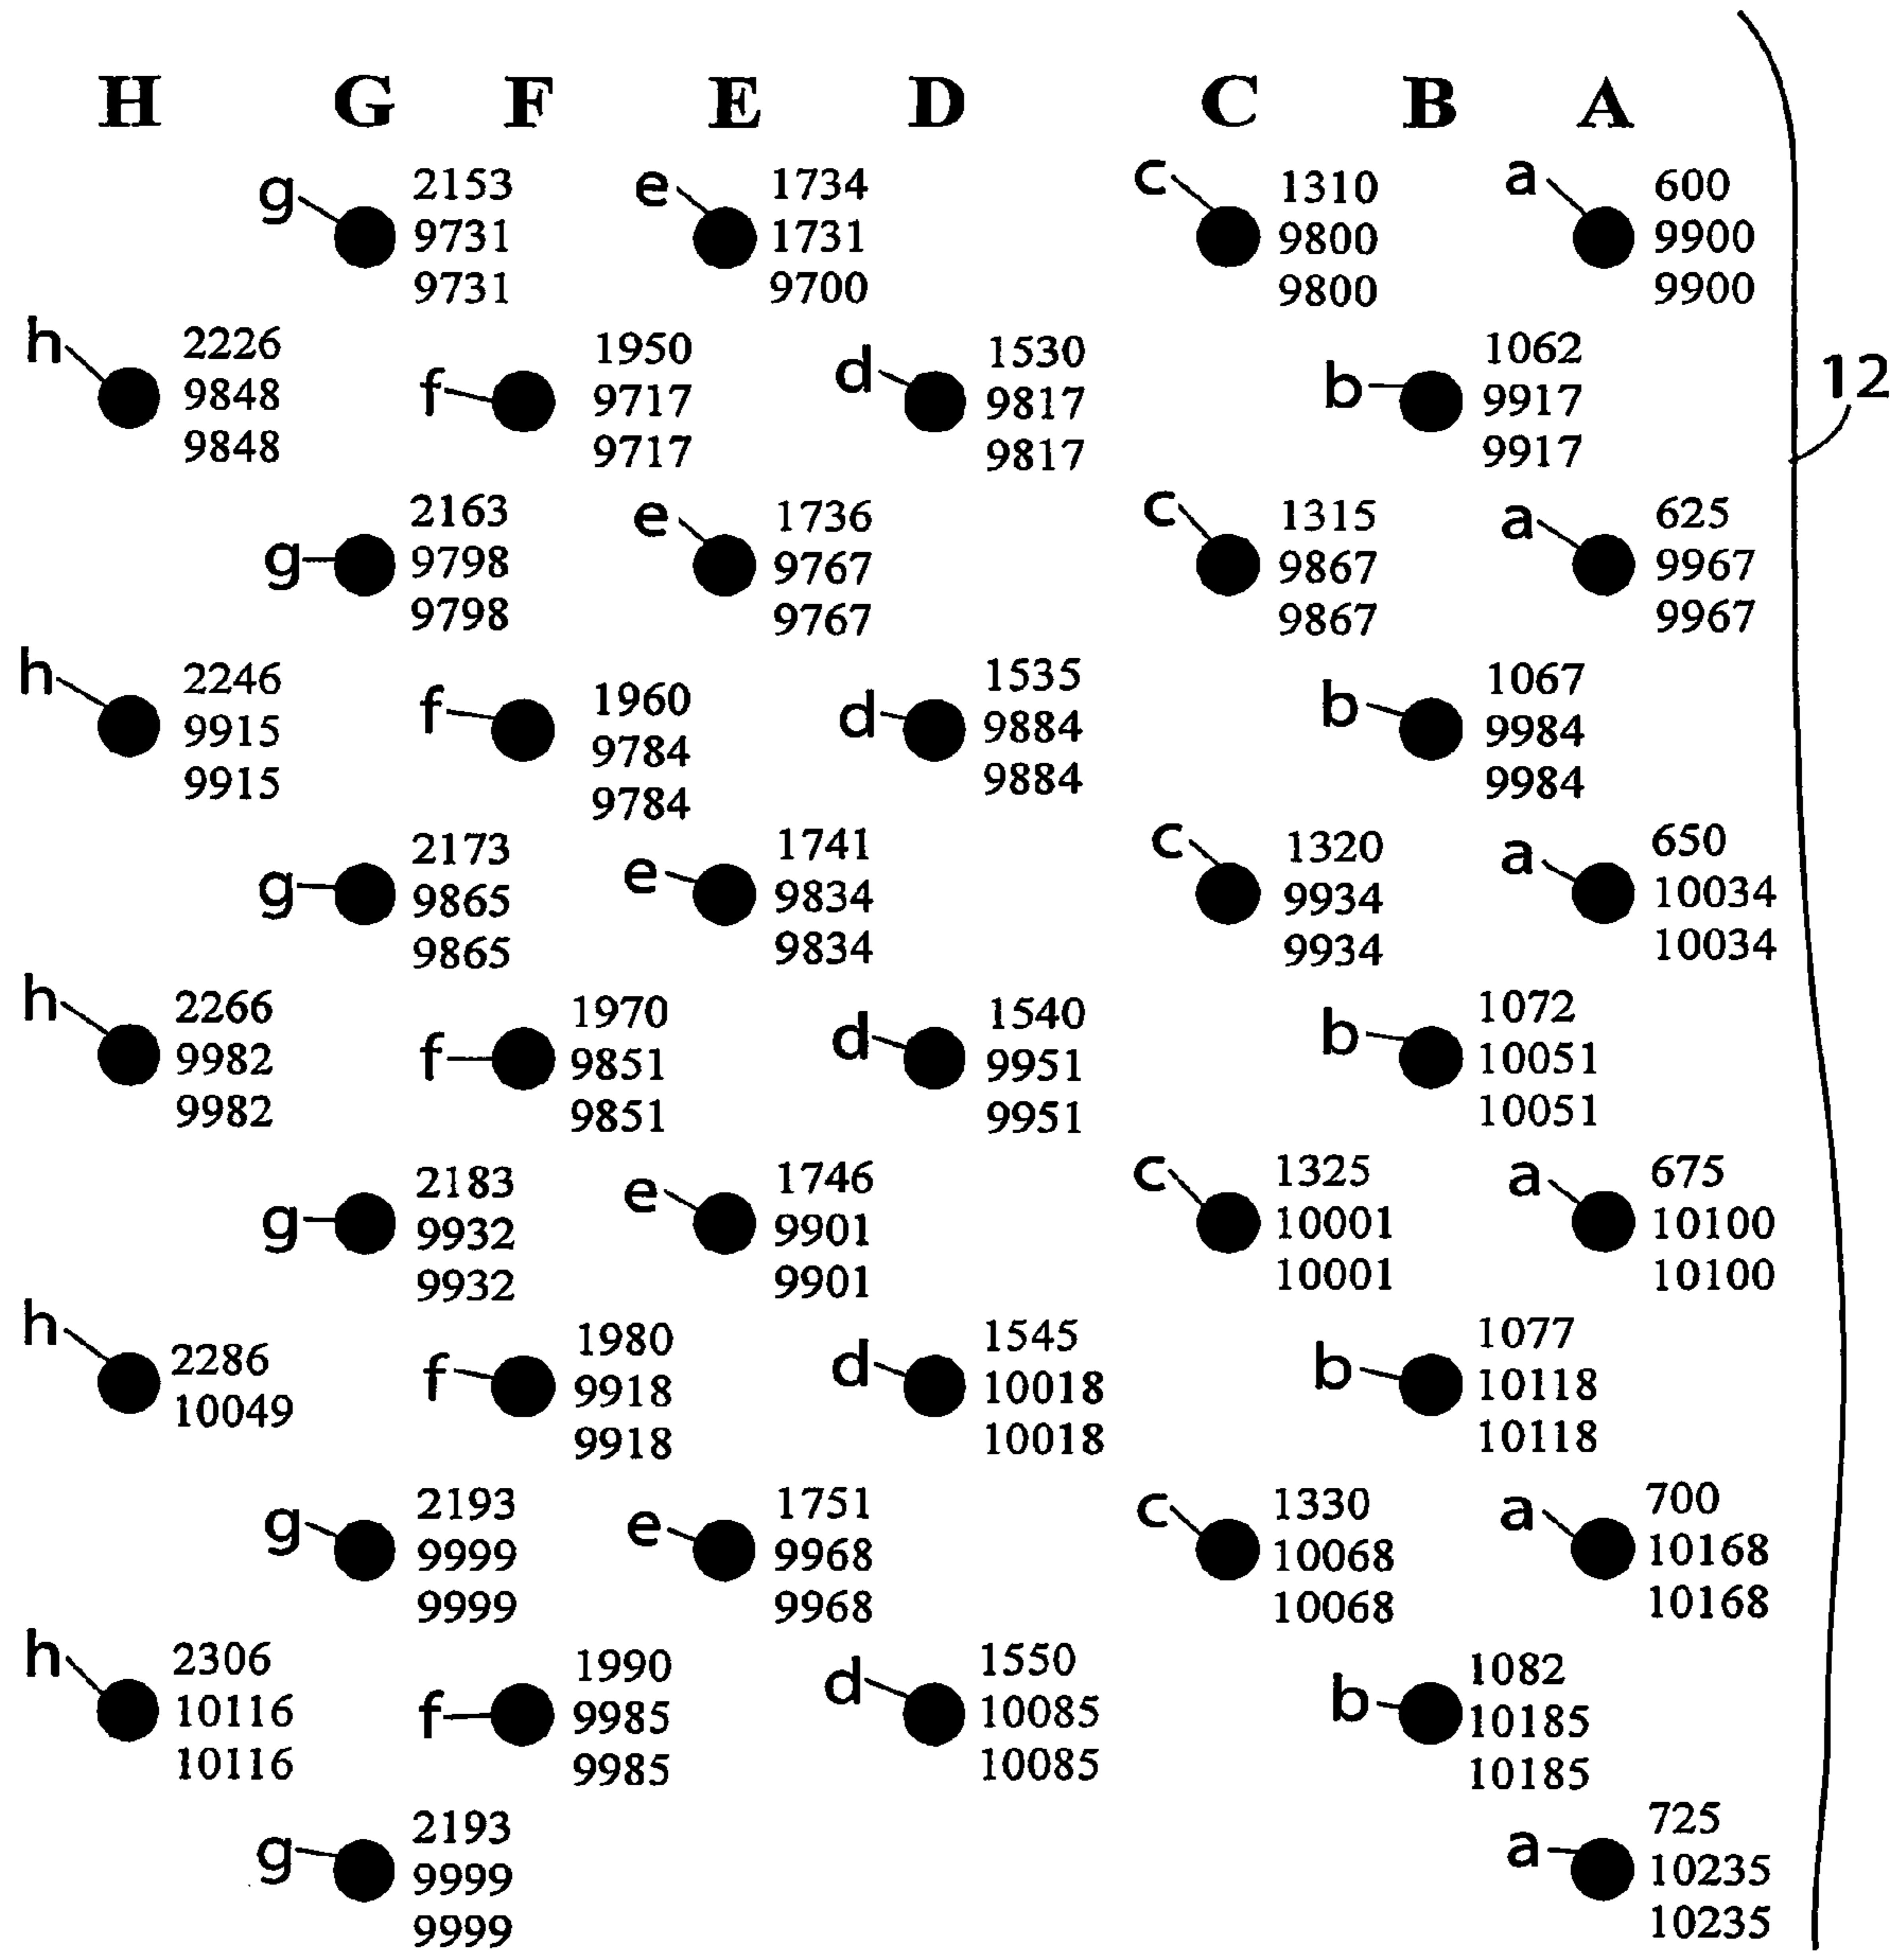 H G F E D C B A
g 2153 9731 9731
e 1734 1731 9700
c 1310 9800 9800
a 600 9900 9900
h 2226 9848 9848
f 1950 9717 9717
d 1530 9817 9817
b 1062 9917 9917
12
g 2163 9798 9798
e 1736 9767 9767
c 1315 9867 9867
a 625 9967 9967
h 2246 9915 9915
f 1960 9784 9784
d 1535 9884 9884
b 1067 9984 9984
g 2173 9865 9865
e 1741 9834 9834
c 1320 9934 9934
a 650 10034 10034
h 2266 9982 9982
f 1970 9851 9851
d 1540 9951 9951
b 1072 10051 10051
g 2183 9932 9932
e 1746 9901 9901
c 1325 10001 10001
a 675 10100 10100
h 2286 10049
f 1980 9918 9918
d 1545 10018 10018
b 1077 10118 10118
g 2193 9999 9999
e 1751 9968 9968
c 1330 10068 10068
a 700 10168 10168
h 2306 10116 10116
f 1990 9985 9985
d 1550 10085 10085
b 1082 10185 10185
g 2193 9999 9999
a 725 10235 10235